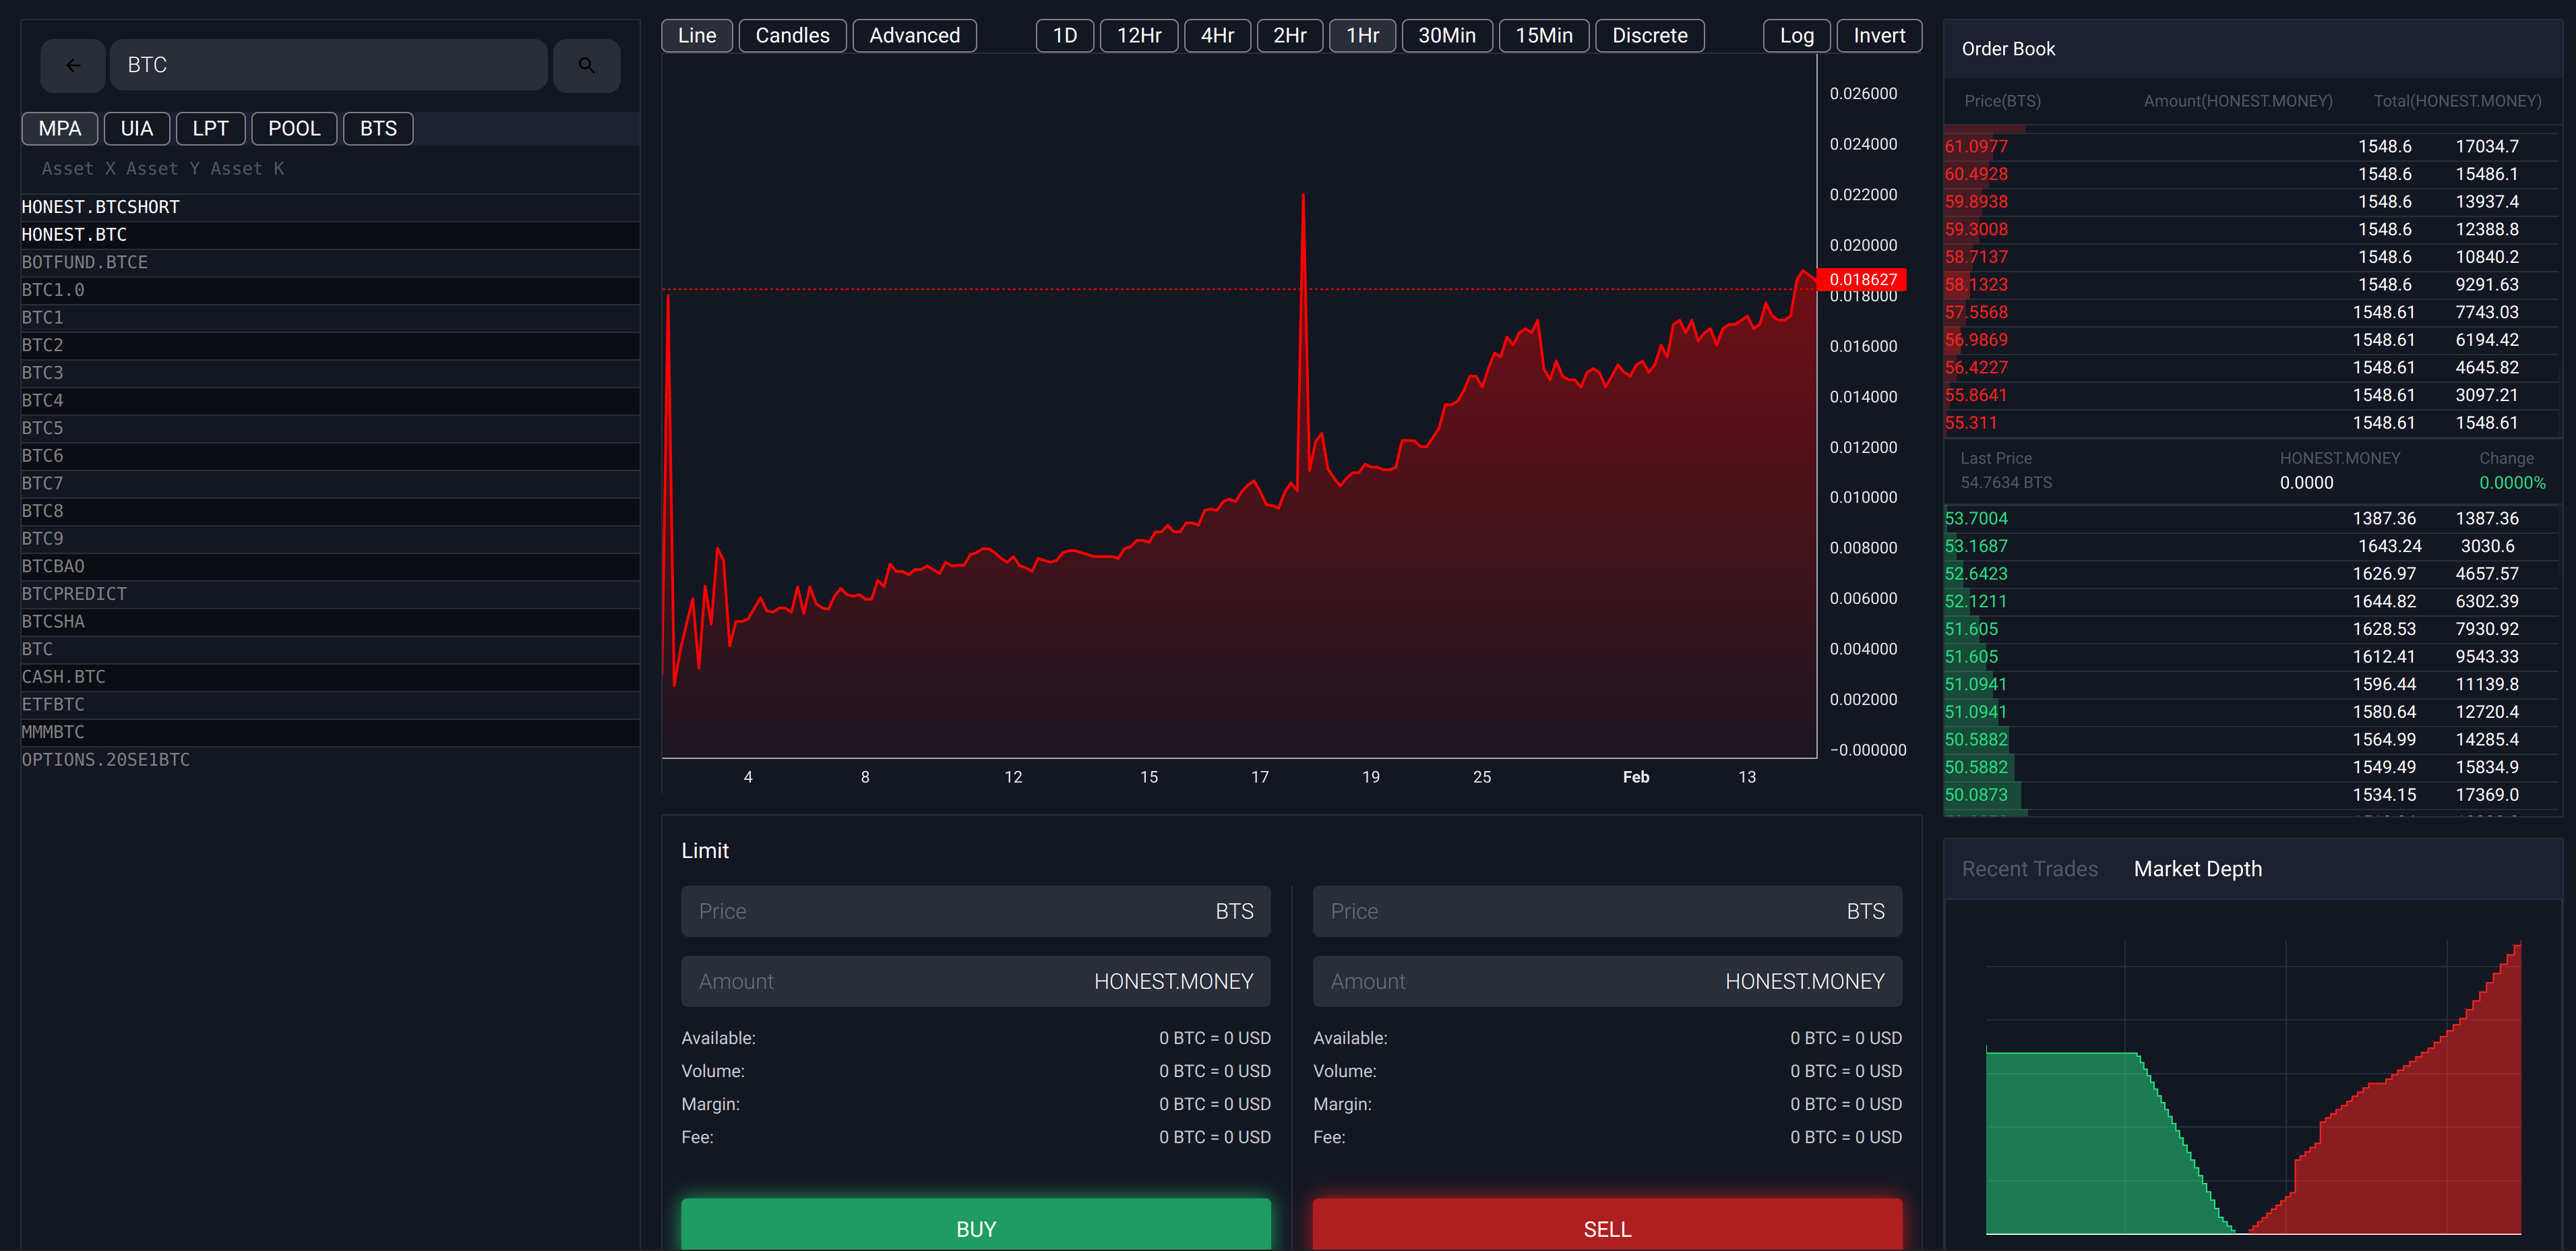 BTC
MPA UIA LPT POOL BTS
Asset X Asset Y Asset K
HONEST.BTCSHORT
HONEST.BTC
BOTFUND.BTCE
BTC1.0
BTC1
BTC2
BTC3
BTC4
BTC5
BTC6
BTC7
BTC8
BTC9
BTCBAO
BTCPREDICT
BTCSHA
BTC
CASH.BTC
ETFBTC
MMMBTC
OPTIONS.20SE1BTC
Line Candles Advanced 1D 12Hr 4Hr 2Hr 1Hr 30Min 15Min Discrete Log Invert
0.026000
0.024000
0.022000
0.020000
0.018627
0.018000
0.016000
0.014000
0.012000
0.010000
0.008000
0.006000
0.004000
0.002000
−0.000000
4 8 12 15 17 19 25 Feb 13
Limit
Price BTS
Amount HONEST.MONEY
Available: 0 BTC = 0 USD
Volume: 0 BTC = 0 USD
Margin: 0 BTC = 0 USD
Fee: 0 BTC = 0 USD
BUY
Price BTS
Amount HONEST.MONEY
Available: 0 BTC = 0 USD
Volume: 0 BTC = 0 USD
Margin: 0 BTC = 0 USD
Fee: 0 BTC = 0 USD
SELL
Order Book
Price(BTS) Amount(HONEST.MONEY) Total(HONEST.MONEY)
61.0977 1548.6 17034.7
60.4928 1548.6 15486.1
59.8938 1548.6 13937.4
59.3008 1548.6 12388.8
58.7137 1548.6 10840.2
58.1323 1548.6 9291.63
57.5568 1548.61 7743.03
56.9869 1548.61 6194.42
56.4227 1548.61 4645.82
55.8641 1548.61 3097.21
55.311 1548.61 1548.61
Last Price HONEST.MONEY Change
54.7634 BTS 0.0000 0.0000%
53.7004 1387.36 1387.36
53.1687 1643.24 3030.6
52.6423 1626.97 4657.57
52.1211 1644.82 6302.39
51.605 1628.53 7930.92
51.605 1612.41 9543.33
51.0941 1596.44 11139.8
51.0941 1580.64 12720.4
50.5882 1564.99 14285.4
50.5882 1549.49 15834.9
50.0873 1534.15 17369.0
Recent Trades Market Depth